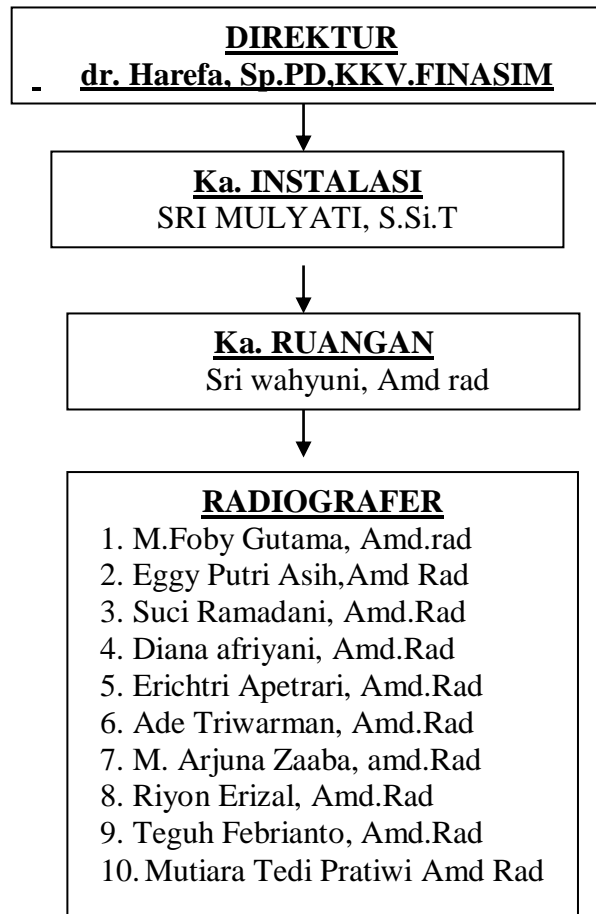 DIREKTUR
dr. Harefa, Sp.PD,KKV.FINASIM
Ka. INSTALASI
SRI MULYATI, S.Si.T
Ka. RUANGAN
Sri wahyuni, Amd rad
RADIOGRAFER
1. M.Foby Gutama, Amd.rad
2. Eggy Putri Asih,Amd Rad
3. Suci Ramadani, Amd.Rad
4. Diana afriyani, Amd.Rad
5. Erichtri Apetrari, Amd.Rad
6. Ade Triwarman, Amd.Rad
7. M. Arjuna Zaaba, amd.Rad
8. Riyon Erizal, Amd.Rad
9. Teguh Febrianto, Amd.Rad
10. Mutiara Tedi Pratiwi Amd Rad